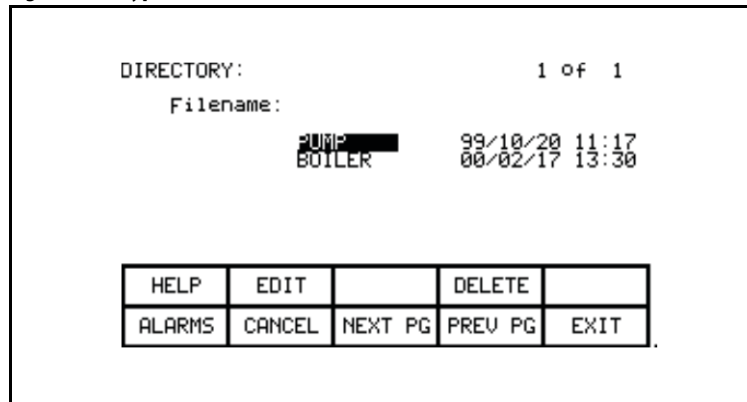 DIRECTORY: 1 of 1
Filename:
PUMP 99/10/20 11:17
BOILER 00/02/17 13:30
HELP EDIT DELETE
ALARMS CANCEL NEXT PG PREV PG EXIT